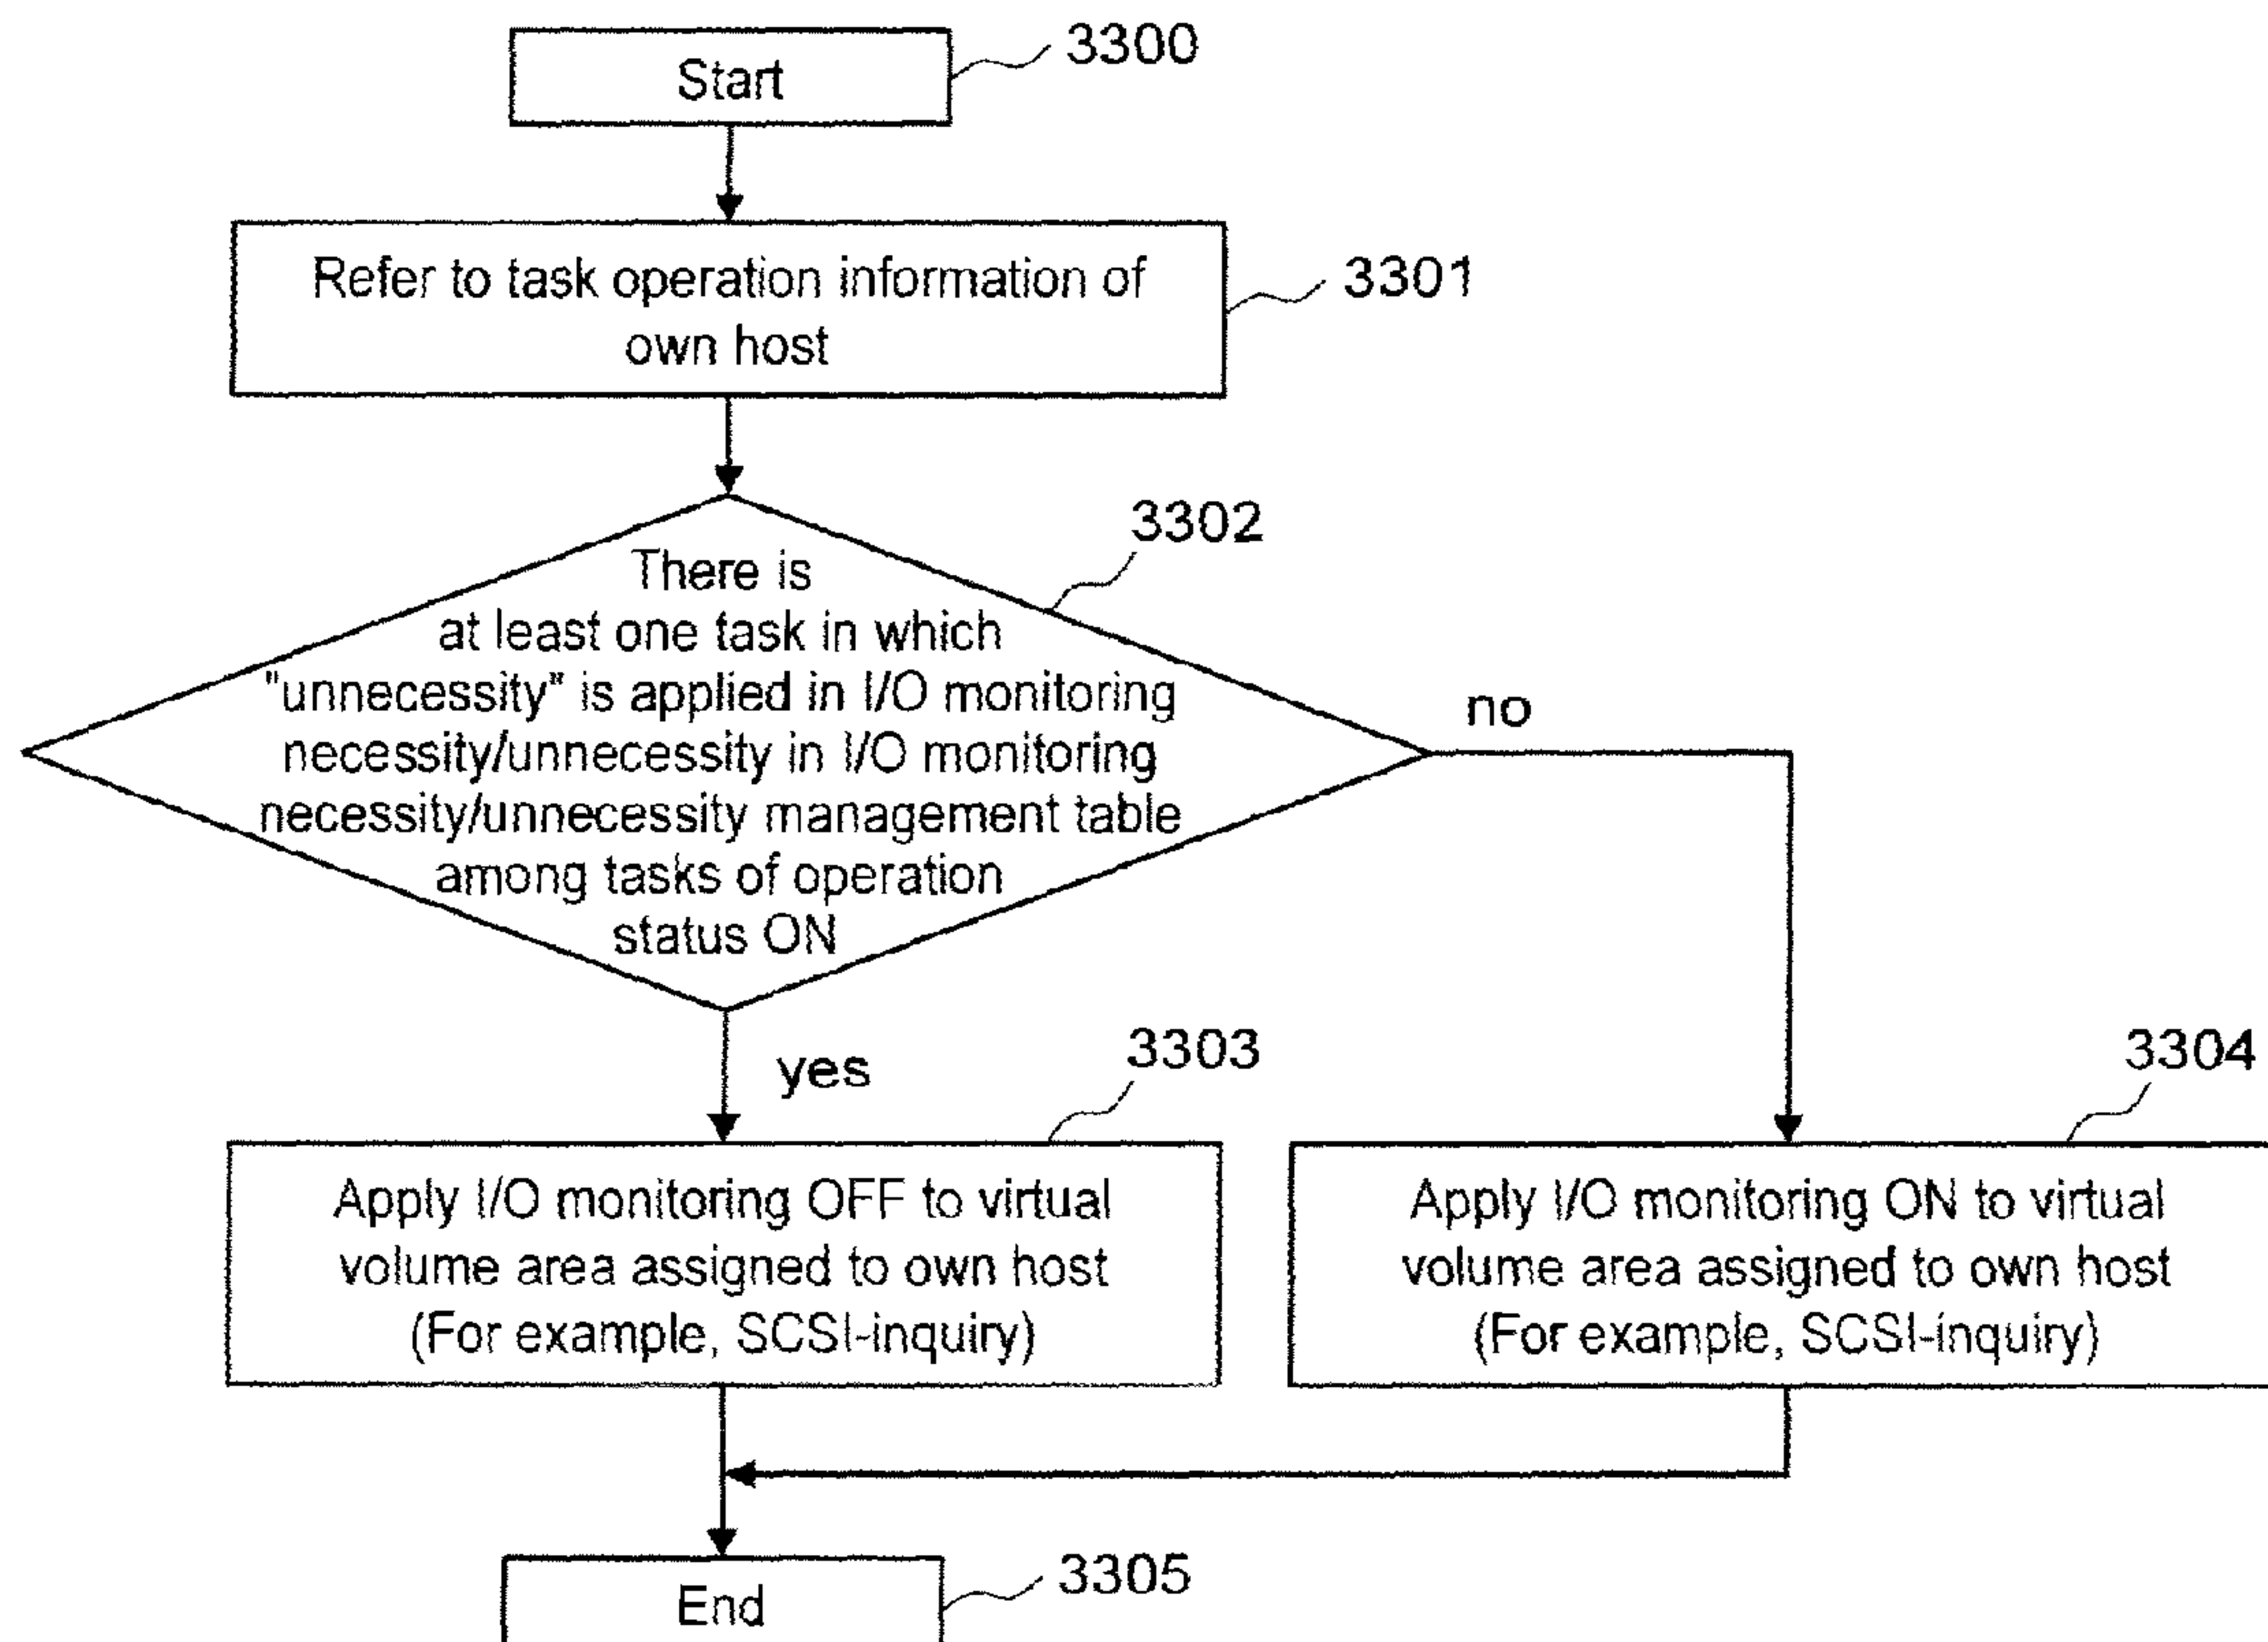 Start
3300
Refer to task operation information of
own host
3301
3302
There is
at least one task in which
"unnecessity" is applied in I/O monitoring
necessity/unnecessity in I/O monitoring
necessity/unnecessity management table
among tasks of operation
status ON
no
yes
3303
3304
Apply I/O monitoring OFF to virtual
volume area assigned to own host
(For example, SCSI-inquiry)
Apply I/O monitoring ON to virtual
volume area assigned to own host
(For example, SCSI-inquiry)
End
3305